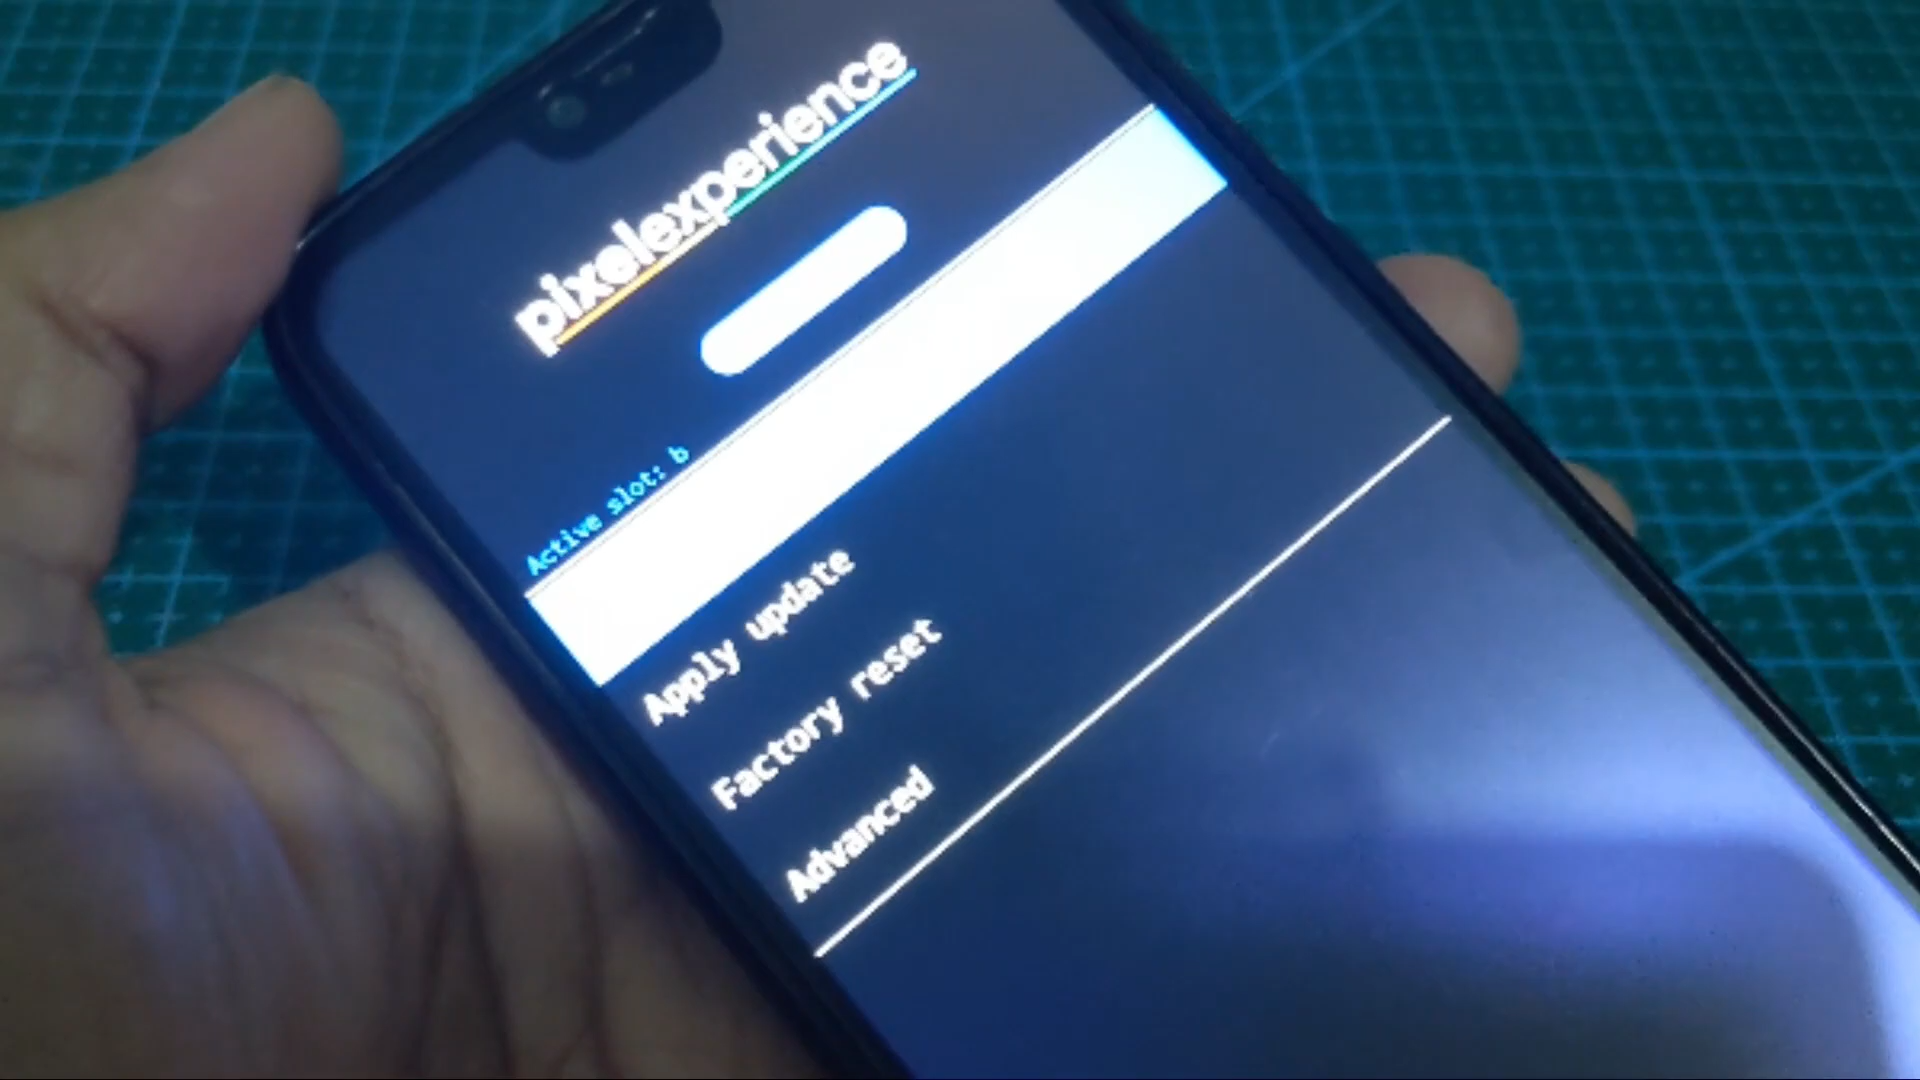 pixelexperience
Active slot: b
Apply update
Factory reset
Advanced